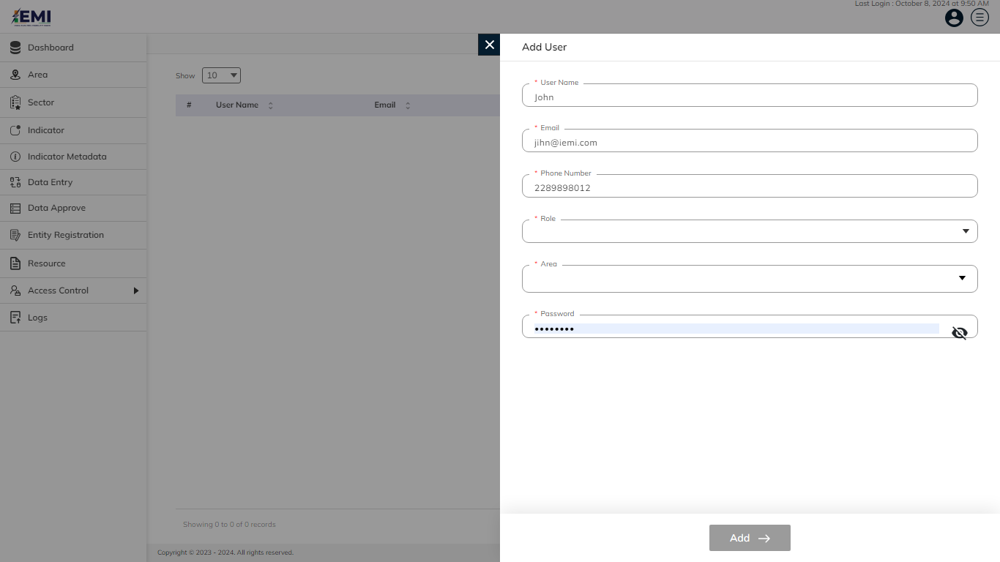 Last Login : October 8, 2024 at 9:50 AM
iEMI
Dashboard
Area
Sector
Indicator
Indicator Metadata
Data Entry
Data Approve
Entity Registration
Resource
Access Control
Logs
Show 10
# User Name Email
Showing 0 to 0 of 0 records
Copyright © 2023 - 2024. All rights reserved.
Add User
* User Name
John
* Email
jihn@iemi.com
* Phone Number
2289898012
* Role
* Area
* Password
••••••••
Add